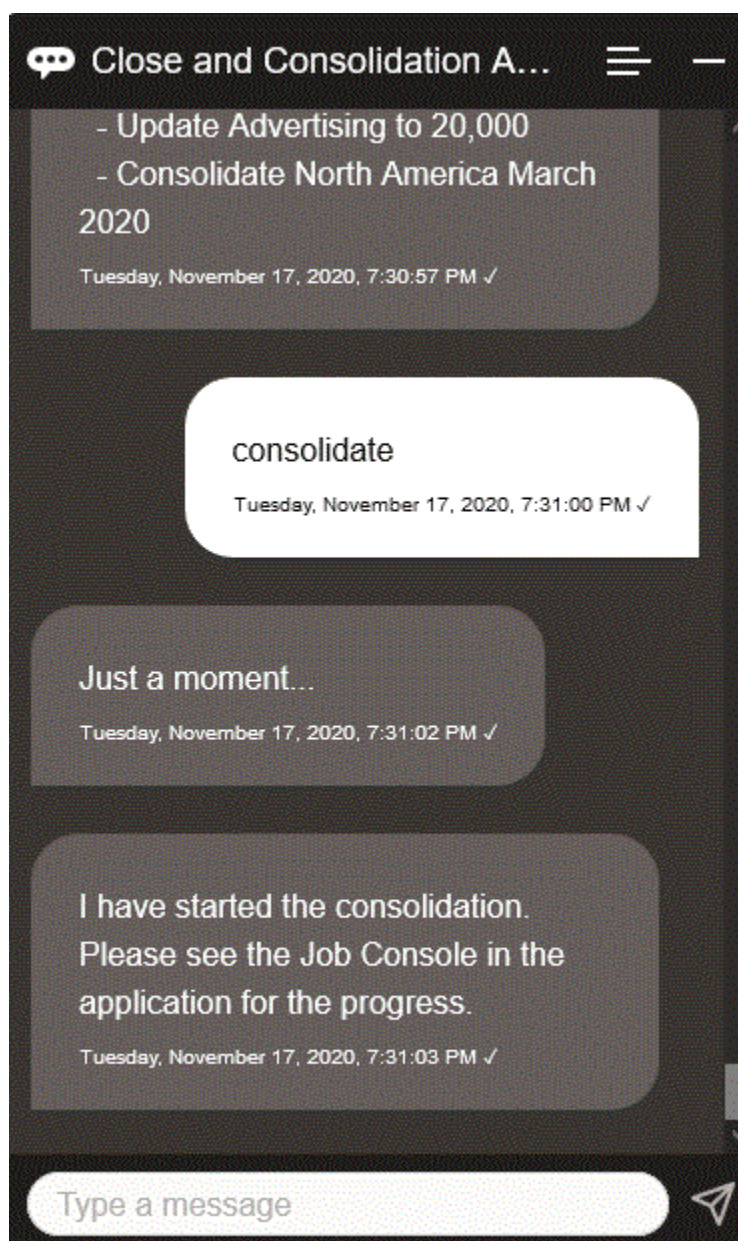 Close and Consolidation A...
- Update Advertising to 20,000
- Consolidate North America March
2020
Tuesday, November 17, 2020, 7:30:57 PM ✓
consolidate
Tuesday, November 17, 2020, 7:31:00 PM ✓
Just a moment...
Tuesday, November 17, 2020, 7:31:02 PM ✓
I have started the consolidation.
Please see the Job Console in the
application for the progress.
Tuesday, November 17, 2020, 7:31:03 PM ✓
Type a message